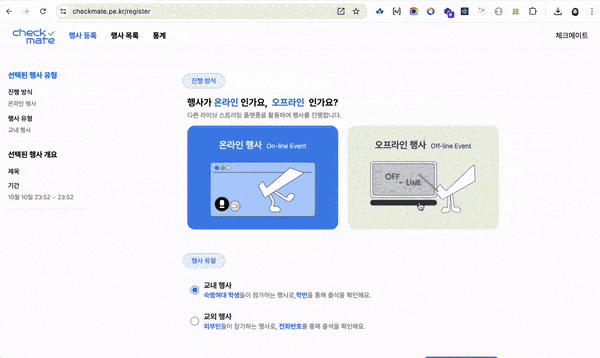 checkmate.pe.kr/register
check
mate
행사 등록
행사 목록
통계
체크메이트
선택된 행사 유형
진행 방식
온라인 행사
행사 유형
교내 행사
선택된 행사 개요
제목
기간
10월 10일 23:52 ~ 23:52
진행 방식
행사가 온라인 인가요, 오프라인 인가요?
다른 라이브 스트리밍 플랫폼을 활용하여 행사를 진행합니다.
온라인 행사 On-line Event
오프라인 행사 Off-line Event
OFF
- LINE
행사 유형
교내 행사
숙명여대 학생들이 참가하는 행사로, 학번을 통해 출석을 확인해요.
교외 행사
외부인들이 참가하는 행사로, 전화번호를 통해 출석을 확인해요.